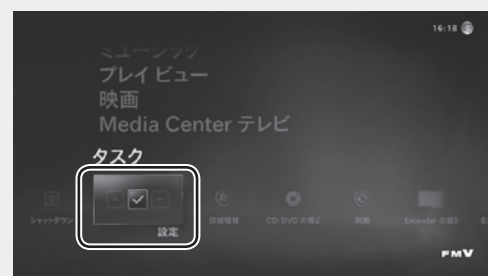 16:18
ミュージック
プレイ ビュー
映画
Media Center テレビ
タスク
シャットダウン
設定
詳細情報
CD/DVD の書に
同期
Extender の追加
FMV